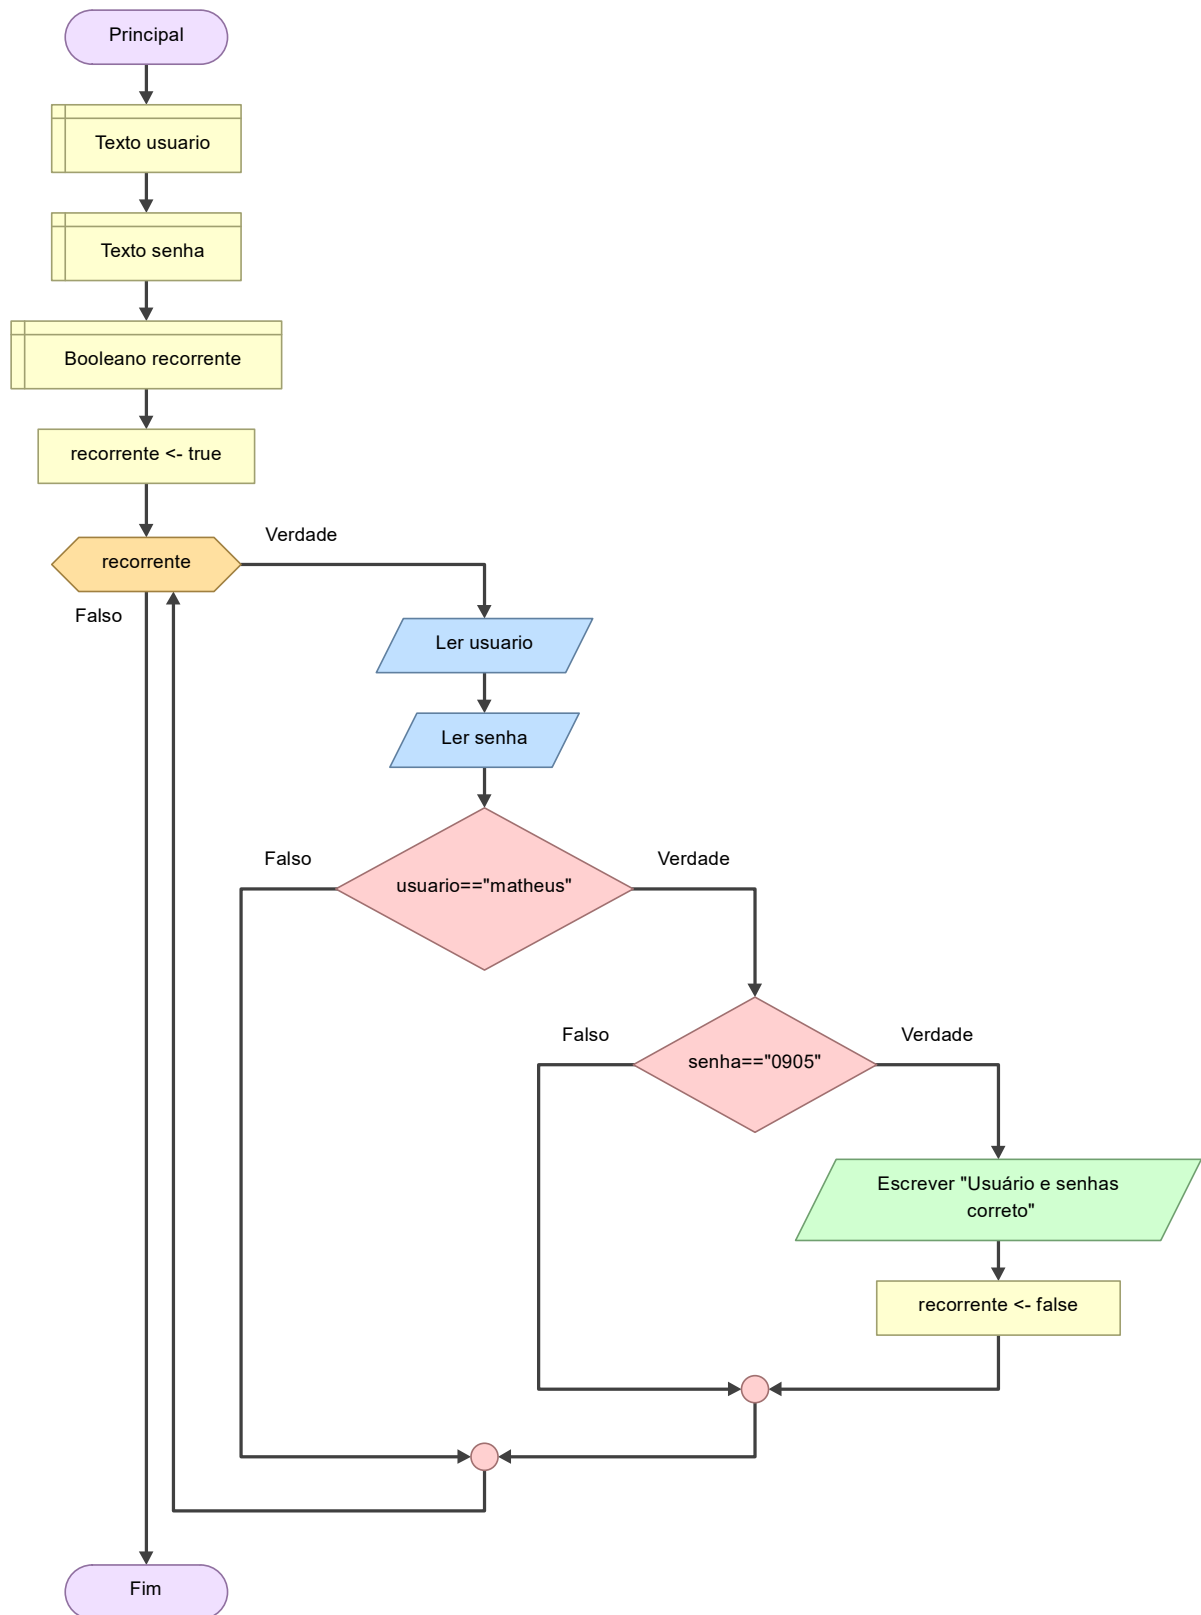 Principal
Texto usuario
Texto senha
Booleano recorrente
recorrente <- true
Verdade
recorrente
Falso
Ler usuario
Ler senha
Falso
Verdade
usuario=="matheus"
Falso
Verdade
senha=="0905"
Escrever "Usuário e senhas
correto"
recorrente <- false
Fim